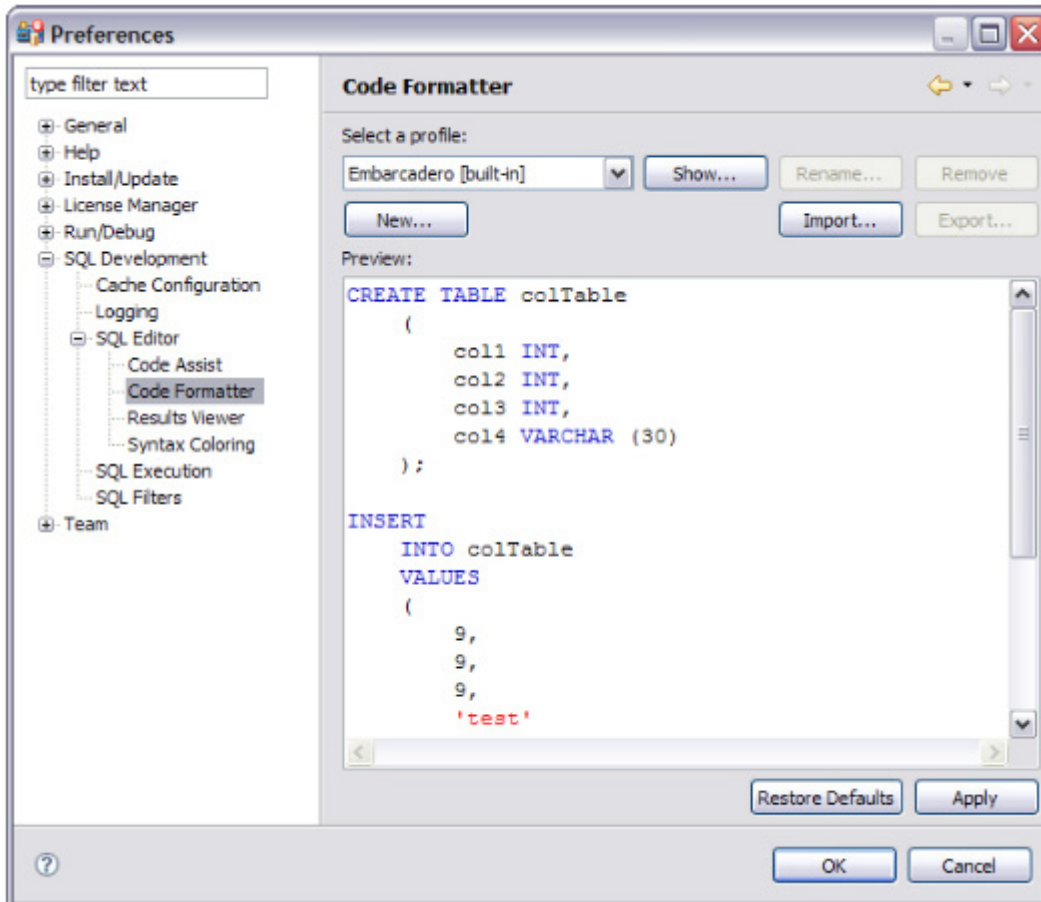 Preferences
type filter text
General
Help
Install/Update
License Manager
Run/Debug
SQL Development
Cache Configuration
Logging
SQL Editor
Code Assist
Code Formatter
Results Viewer
Syntax Coloring
SQL Execution
SQL Filters
Team
Code Formatter
Select a profile:
Embarcadero [built-in] Show... Rename... Remove
New... Import... Export...
Preview:
CREATE TABLE colTable
(
col1 INT,
col2 INT,
col3 INT,
col4 VARCHAR (30)
);
INSERT
INTO colTable
VALUES
(
9,
9,
9,
'test'
Restore Defaults Apply
? OK Cancel